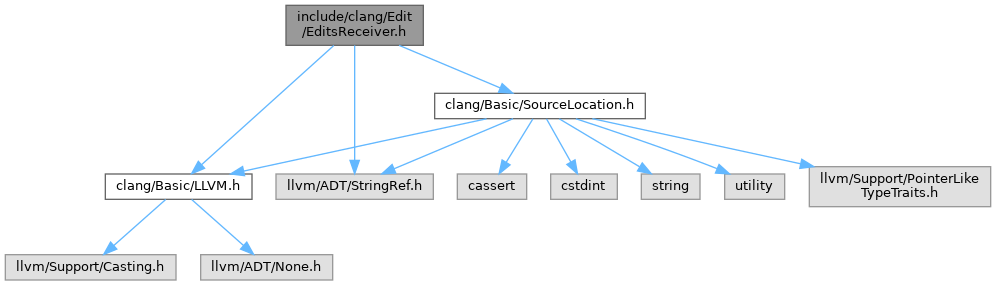 include/clang/Edit
/EditsReceiver.h
clang/Basic/SourceLocation.h
clang/Basic/LLVM.h
llvm/ADT/StringRef.h
cassert
cstdint
string
utility
llvm/Support/PointerLike
TypeTraits.h
llvm/Support/Casting.h
llvm/ADT/None.h